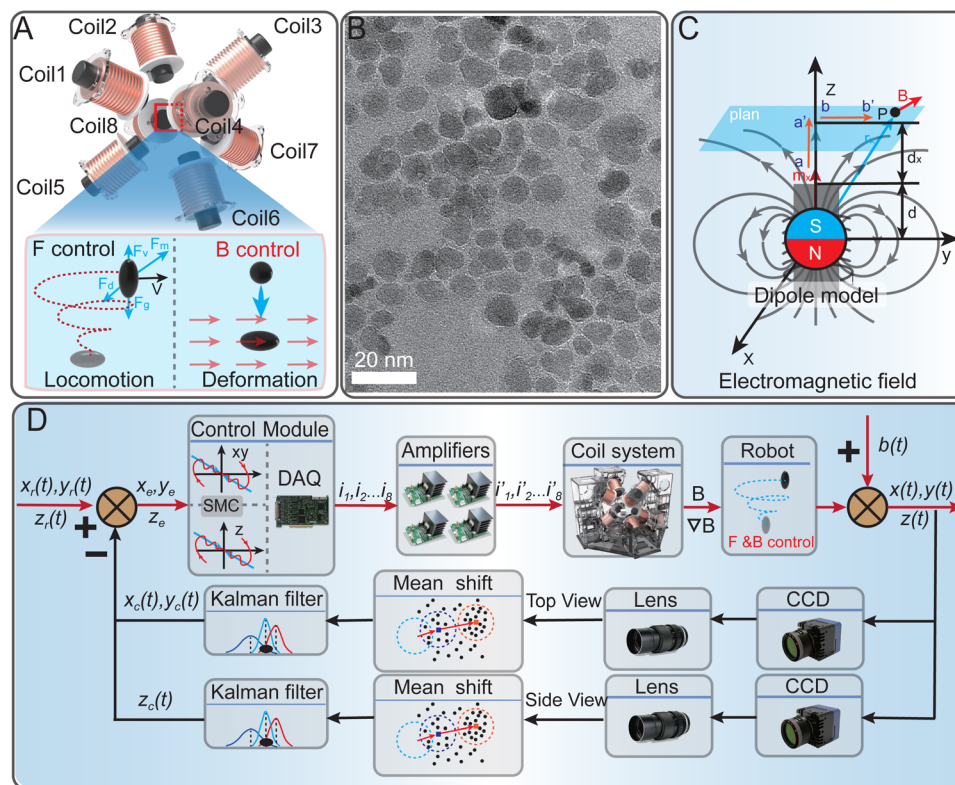 A
Coil2
Coil3
Coil1
Coil8
Coil4
Coil7
Coil5
Coil6
F control
Fv
Fm
Fd
V
Fg
Locomotion
B control
Deformation
B
20 nm
C
Z
B
b
b'
P
plan
a'
r
dx
a
mx
d
S
N
y
Dipole model
X
Electromagnetic field
D
xr(t),yr(t)
zr(t)
+
−
xe, ye
ze
Control Module
xy
SMC
z
DAQ
i1, i2...i8
Amplifiers
i'1, i'2...i'8
Coil system
B
∇B
Robot
F &B control
+
b(t)
x(t), y(t)
z(t)
xc(t),yc(t)
Kalman filter
Mean shift
Top View
Lens
CCD
zc(t)
Kalman filter
Mean shift
Side View
Lens
CCD